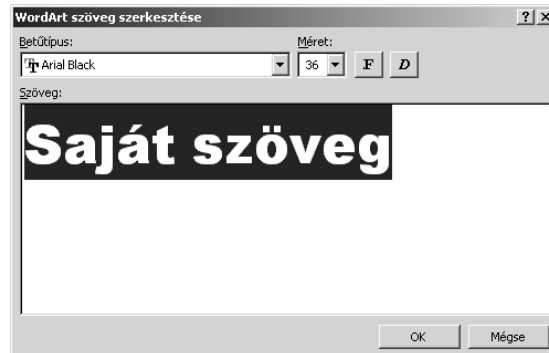 WordArt szöveg szerkesztése
Betűtípus: Méret:
Arial Black 36 F D
Szöveg:
Saját szöveg
OK Mégse